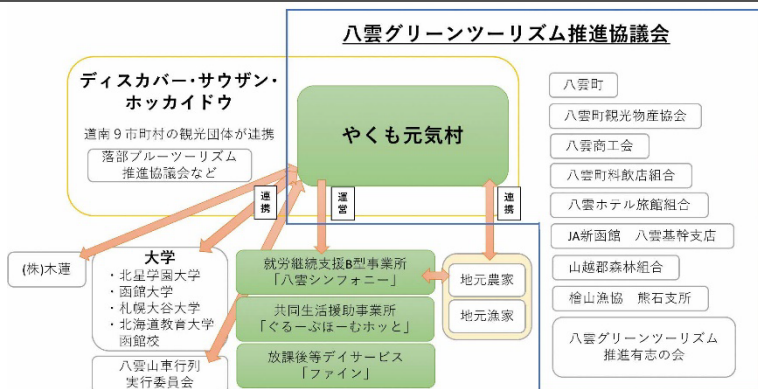 八雲グリーンツーリズム推進協議会
ディスカバー・サウザン・
ホッカイドウ
道南９市町村の観光団体が連携
落部ブルーツーリズム
推進協議会など
やくも元気村
連携
運営
連携
(株)木蓮
大学
・北星学園大学
・函館大学
・札幌大谷大学
・北海道教育大学
函館校
八雲山車行列
実行委員会
就労継続支援B型事業所
「八雲シンフォニー」
共同生活援助事業所
「ぐるーぷほーむホッと」
放課後等デイサービス
「ファイン」
地元農家
地元漁家
八雲町
八雲町観光物産協会
八雲商工会
八雲町料飲店組合
八雲ホテル旅館組合
JA新函館　八雲基幹支店
山越郡森林組合
檜山漁協　熊石支所
八雲グリーンツーリズム
推進有志の会